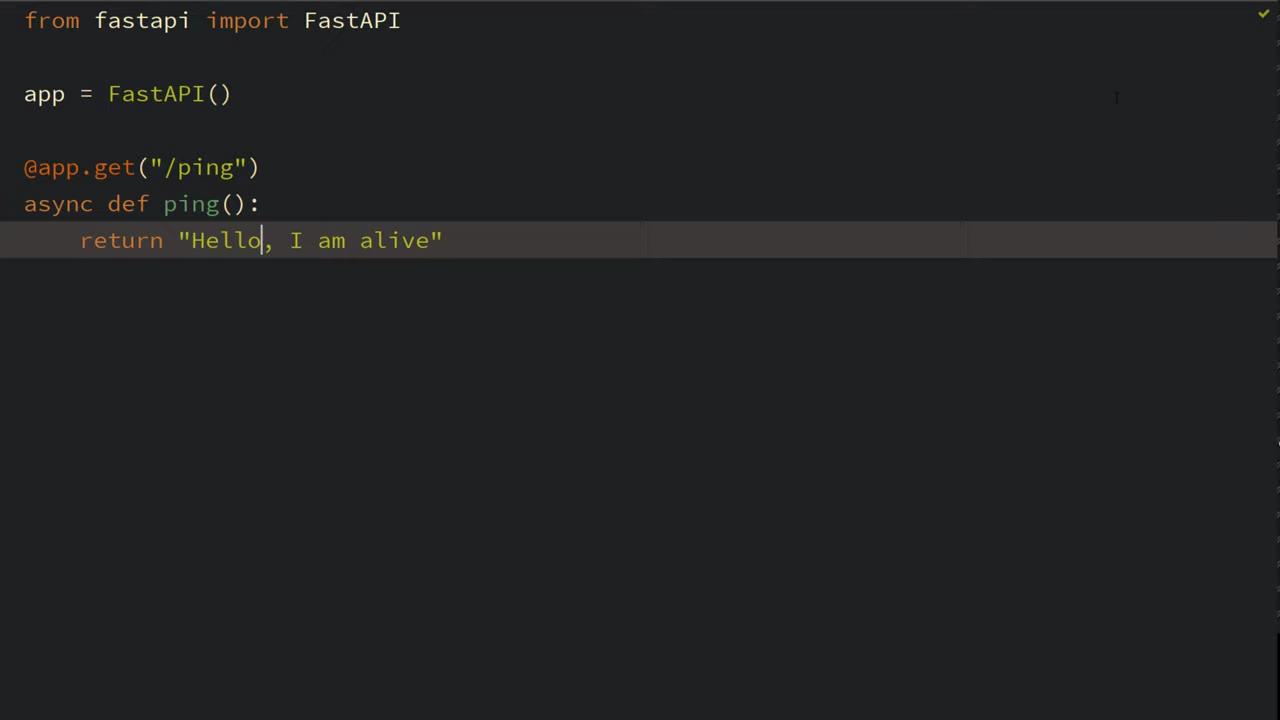 from fastapi import FastAPI
app = FastAPI()
@app.get("/ping")
async def ping():
return "Hello, I am alive"